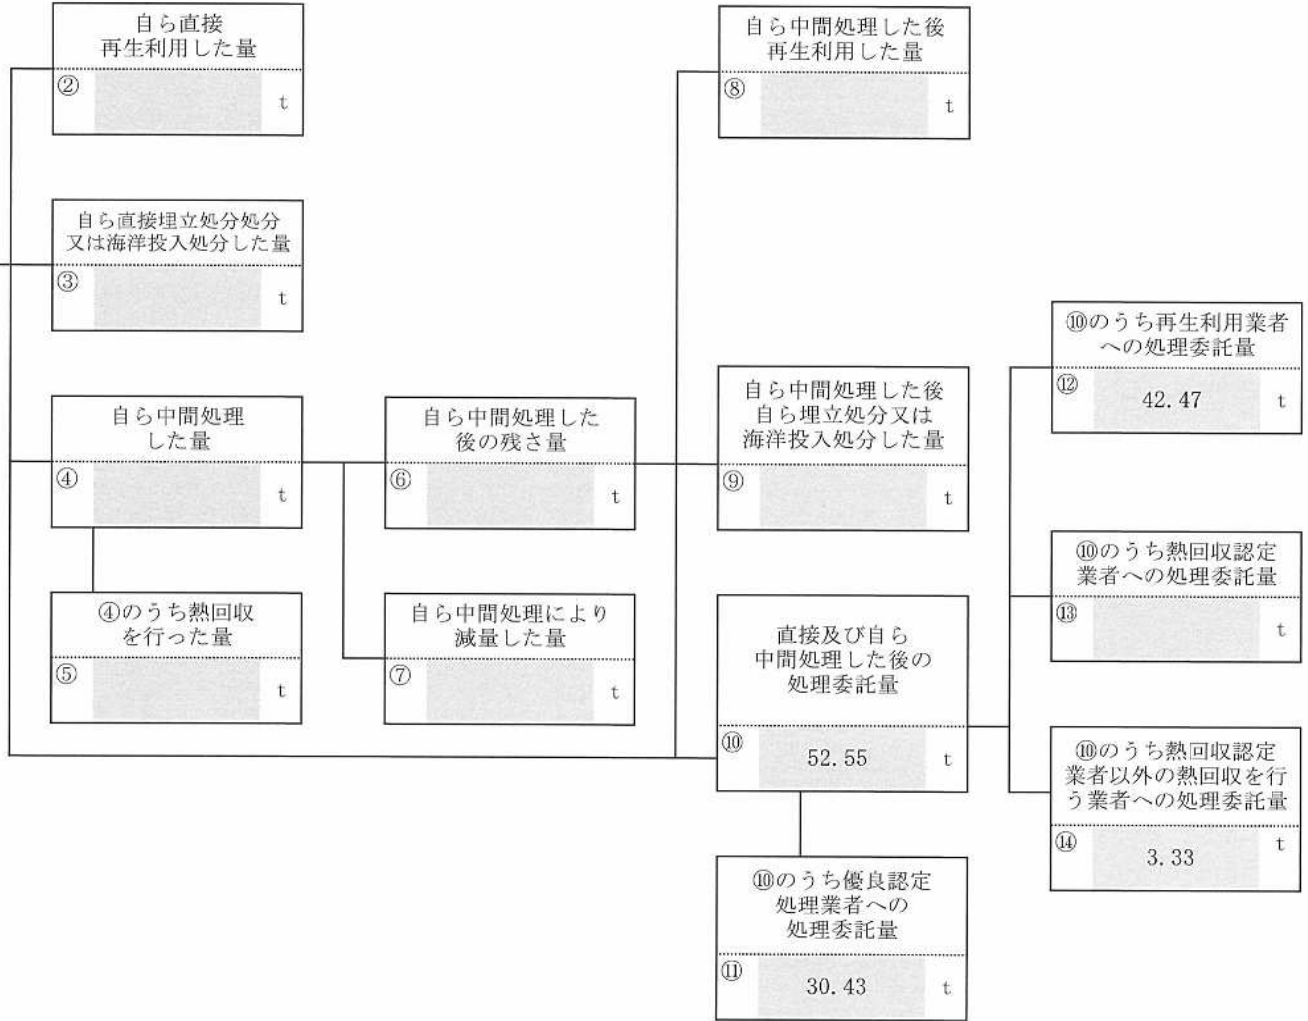 自ら直接
再生利用した量
② t
自ら直接埋立処分処分
又は海洋投入処分した量
③ t
自ら中間処理
した量
④ t
④のうち熱回収
を行った量
⑤ t
自ら中間処理した
後の残さ量
⑥ t
自ら中間処理により
減量した量
⑦ t
自ら中間処理した後
再生利用した量
⑧ t
自ら中間処理した後
自ら埋立処分又は
海洋投入処分した量
⑨ t
直接及び自ら
中間処理した後の
処理委託量
⑩ 52.55 t
⑩のうち優良認定
処理業者への
処理委託量
⑪ 30.43 t
⑩のうち再生利用業者
への処理委託量
⑫ 42.47 t
⑩のうち熱回収認定
業者への処理委託量
⑬ t
⑩のうち熱回収認定
業者以外の熱回収を行
う業者への処理委託量
⑭ 3.33 t